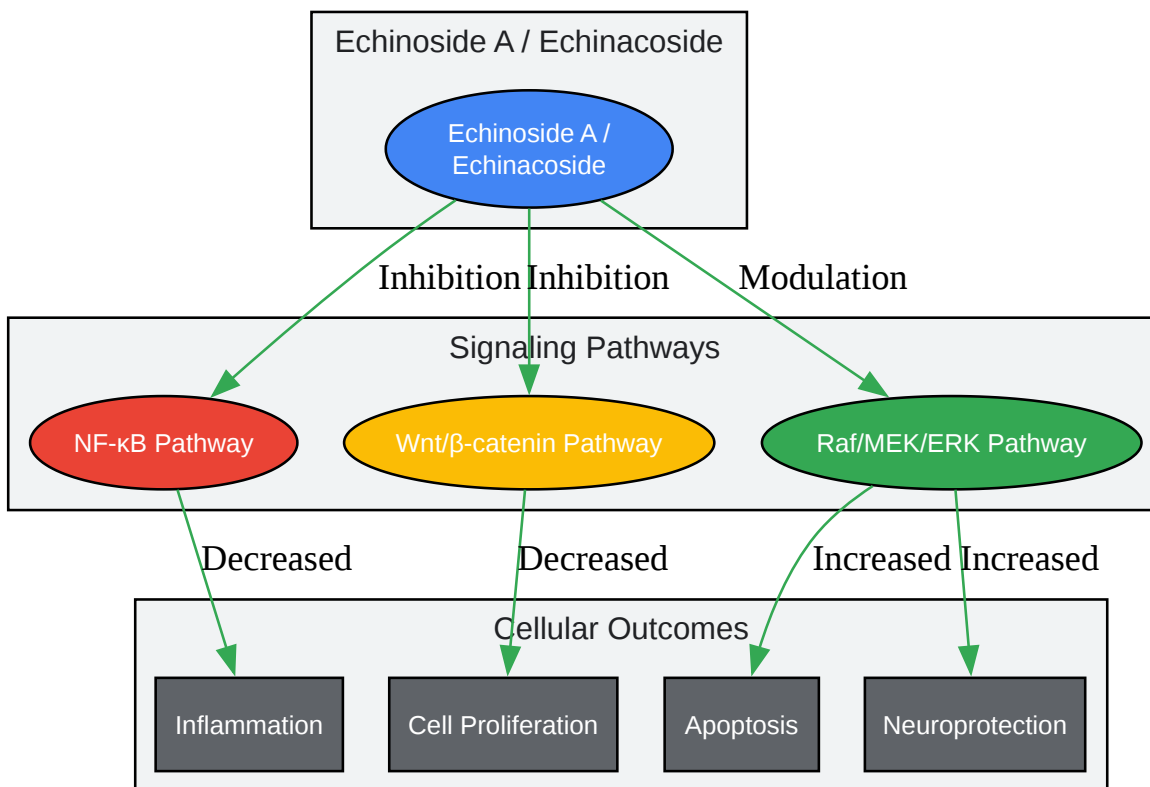 Echinoside A / Echinacoside
Echinoside A /
Echinacoside
Inhibition
Inhibition
Modulation
Signaling Pathways
NF-κB Pathway
Wnt/β-catenin Pathway
Raf/MEK/ERK Pathway
Decreased
Decreased
Increased
Increased
Cellular Outcomes
Inflammation
Cell Proliferation
Apoptosis
Neuroprotection